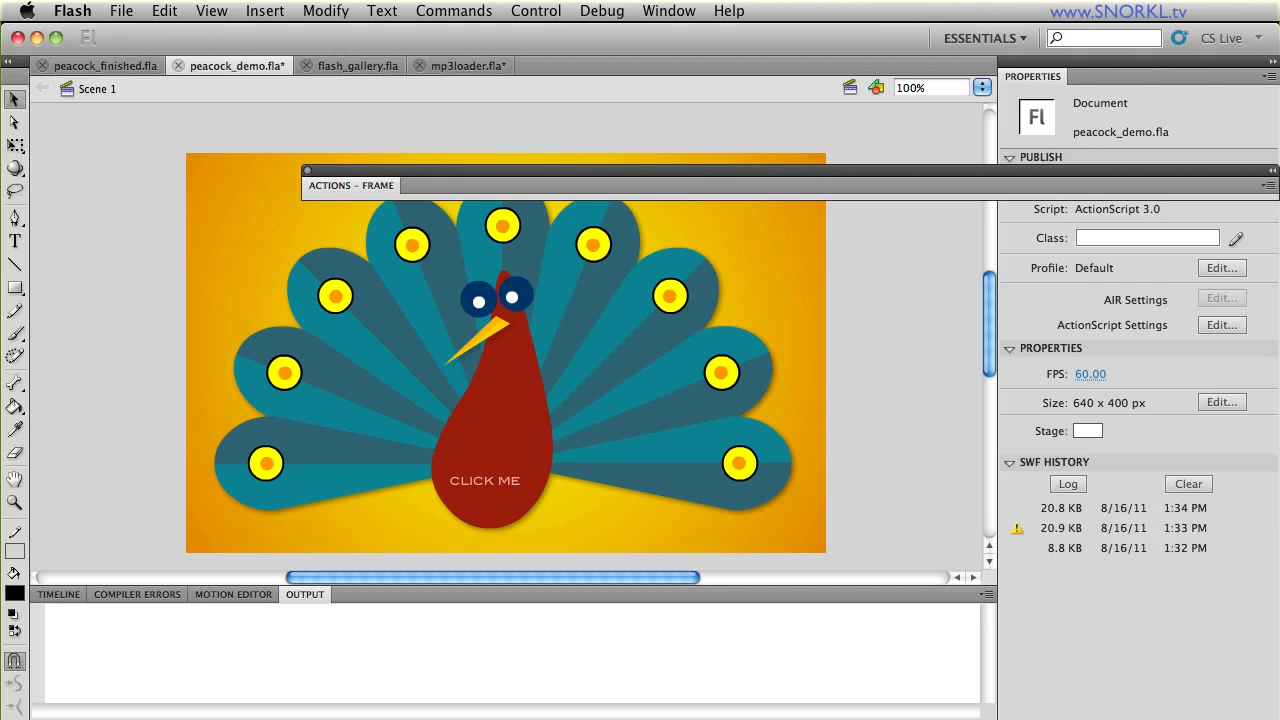 Flash File Edit View Insert Modify Text Commands Control Debug Window Help
www.SNORKL.tv
Fl
ESSENTIALS
CS Live
peacock_finished.fla
peacock_demo.fla*
flash_gallery.fla
mp3loader.fla*
Scene 1
100%
ACTIONS - FRAME
CLICK ME
TIMELINE
COMPILER ERRORS
MOTION EDITOR
OUTPUT
PROPERTIES
Fl
Document
peacock_demo.fla
PUBLISH
Script: ActionScript 3.0
Class:
Profile: Default Edit...
AIR Settings Edit...
ActionScript Settings Edit...
PROPERTIES
FPS: 60.00
Size: 640 x 400 px Edit...
Stage:
SWF HISTORY
Log Clear
20.8 KB 8/16/11 1:34 PM
20.9 KB 8/16/11 1:33 PM
8.8 KB 8/16/11 1:32 PM